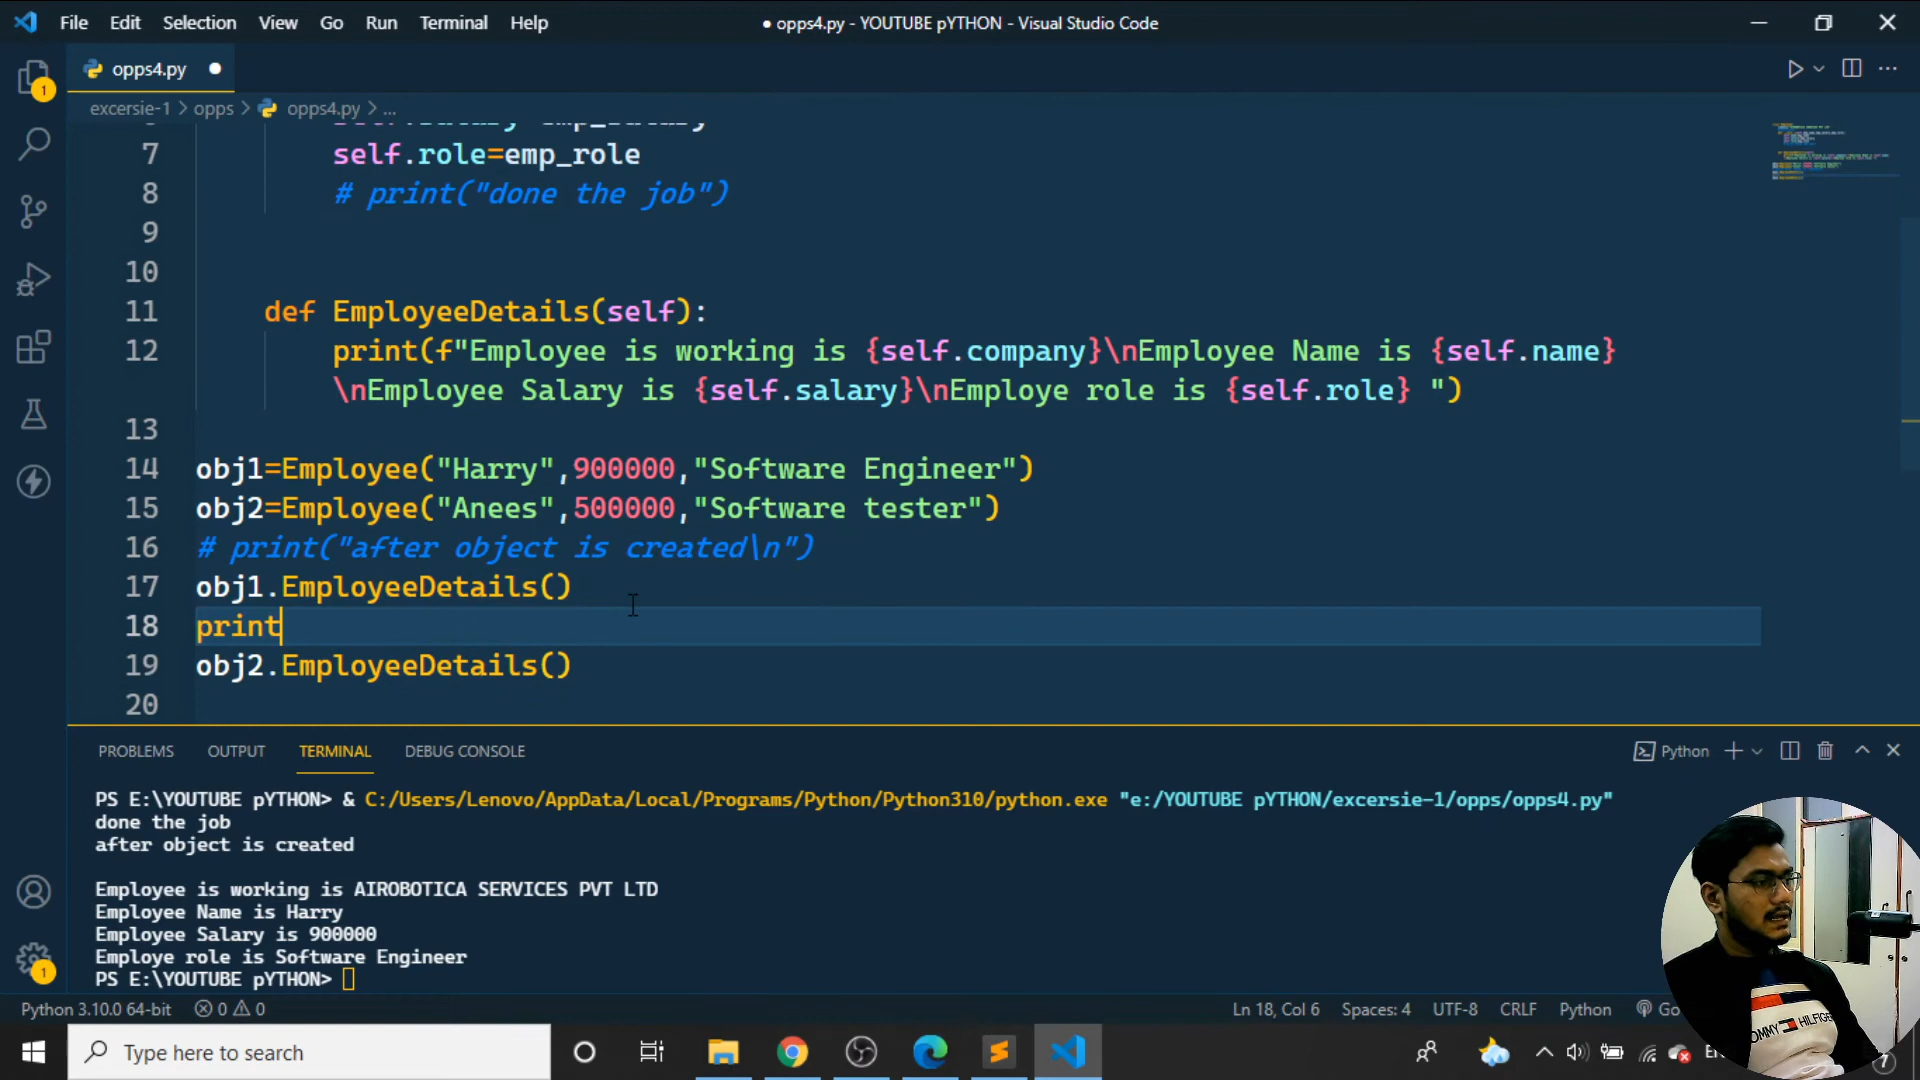 File Edit Selection View Go Run Terminal Help
● opps4.py - YOUTUBE pYTHON - Visual Studio Code
opps4.py
excersie-1 > opps > opps4.py > ...
7 self.role=emp_role
8 # print("done the job")
9
10
11 def EmployeeDetails(self):
12 print(f"Employee is working is {self.company}\nEmployee Name is {self.name}
\nEmployee Salary is {self.salary}\nEmploye role is {self.role} ")
13
14 obj1=Employee("Harry",900000,"Software Engineer")
15 obj2=Employee("Anees",500000,"Software tester")
16 # print("after object is created\n")
17 obj1.EmployeeDetails()
18 print
19 obj2.EmployeeDetails()
20
PROBLEMS OUTPUT TERMINAL DEBUG CONSOLE
Python
PS E:\YOUTUBE pYTHON> & C:/Users/Lenovo/AppData/Local/Programs/Python/Python310/python.exe "e:/YOUTUBE pYTHON/excersie-1/opps/opps4.py"
done the job
after object is created
Employee is working is AIROBOTICA SERVICES PVT LTD
Employee Name is Harry
Employee Salary is 900000
Employe role is Software Engineer
PS E:\YOUTUBE pYTHON>
Python 3.10.0 64-bit 0 0
Ln 18, Col 6 Spaces: 4 UTF-8 CRLF Python Go
Type here to search
TOMMY HILFIGER